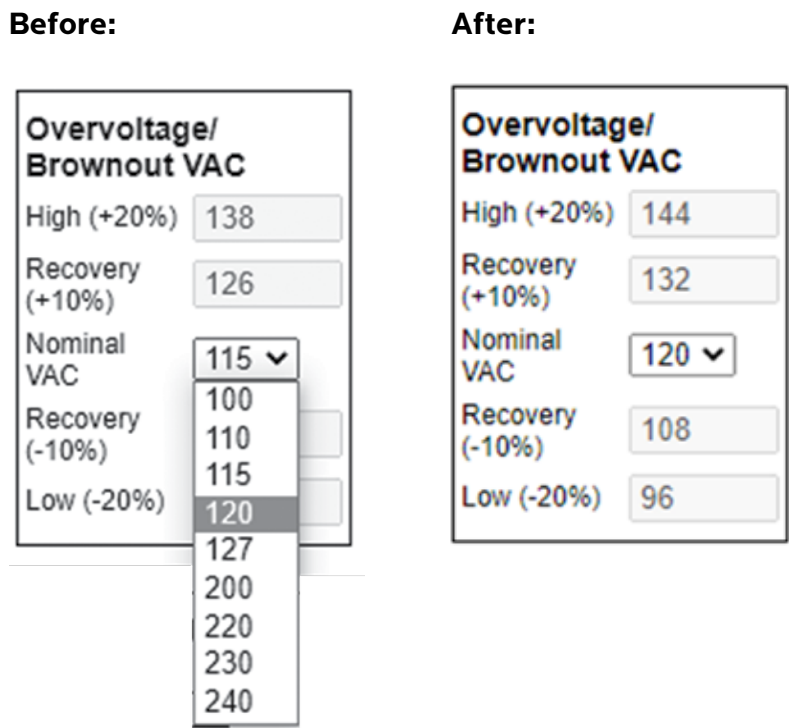 Before:
Overvoltage/
Brownout VAC
High (+20%) 138
Recovery
(+10%) 126
Nominal
VAC 115
100
110
115
120
127
200
220
230
240
Recovery
(-10%)
Low (-20%)
After:
Overvoltage/
Brownout VAC
High (+20%) 144
Recovery
(+10%) 132
Nominal
VAC 120
Recovery
(-10%) 108
Low (-20%) 96